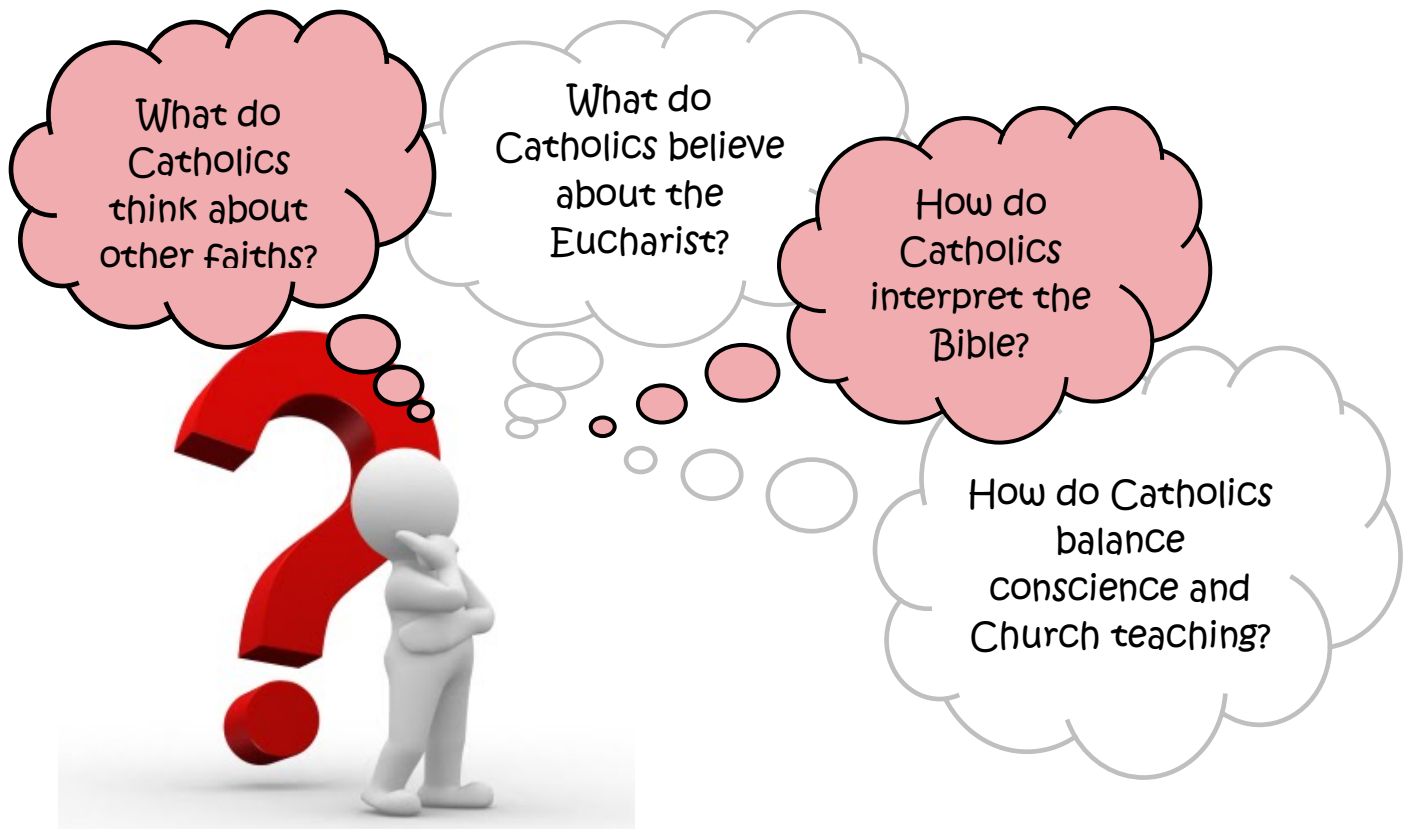 What do
Catholics
think about
other faiths?
What do
Catholics believe
about the
Eucharist?
How do
Catholics
interpret the
Bible?
How do Catholics
balance
conscience and
Church teaching?